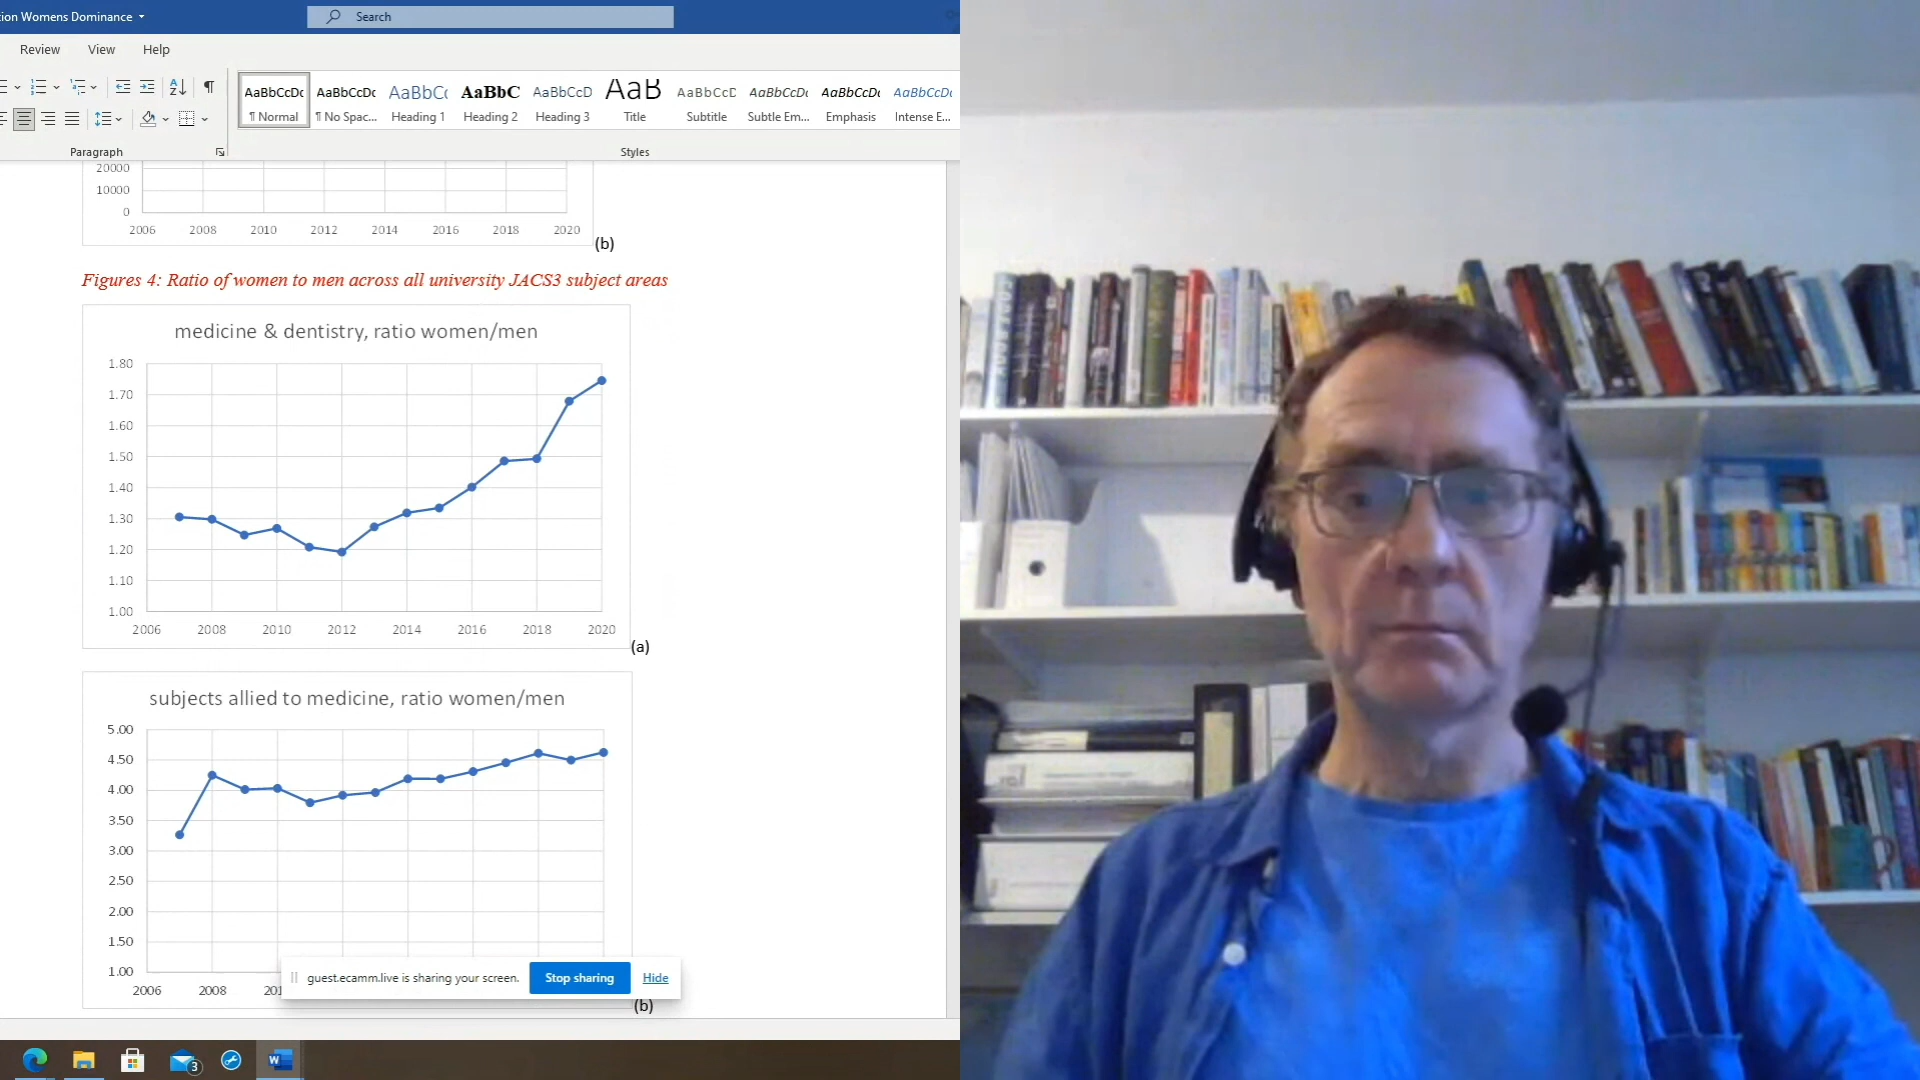 ion Womens Dominance
Search
Review View Help
AaBbCcDc AaBbCcDc AaBbCc AaBbC AaBbCcD AaB AaBbCcD AaBbCcDc AaBbCcDc AaBbCcDc
¶ Normal ¶ No Spac... Heading 1 Heading 2 Heading 3 Title Subtitle Subtle Em... Emphasis Intense E...
Paragraph Styles
20000
10000
0
2006 2008 2010 2012 2014 2016 2018 2020
(b)
Figures 4: Ratio of women to men across all university JACS3 subject areas
medicine & dentistry, ratio women/men
1.80
1.70
1.60
1.50
1.40
1.30
1.20
1.10
1.00
2006 2008 2010 2012 2014 2016 2018 2020
(a)
subjects allied to medicine, ratio women/men
5.00
4.50
4.00
3.50
3.00
2.50
2.00
1.50
1.00
2006 2008 201
guest.ecamm.live is sharing your screen. Stop sharing Hide
(b)
3
W